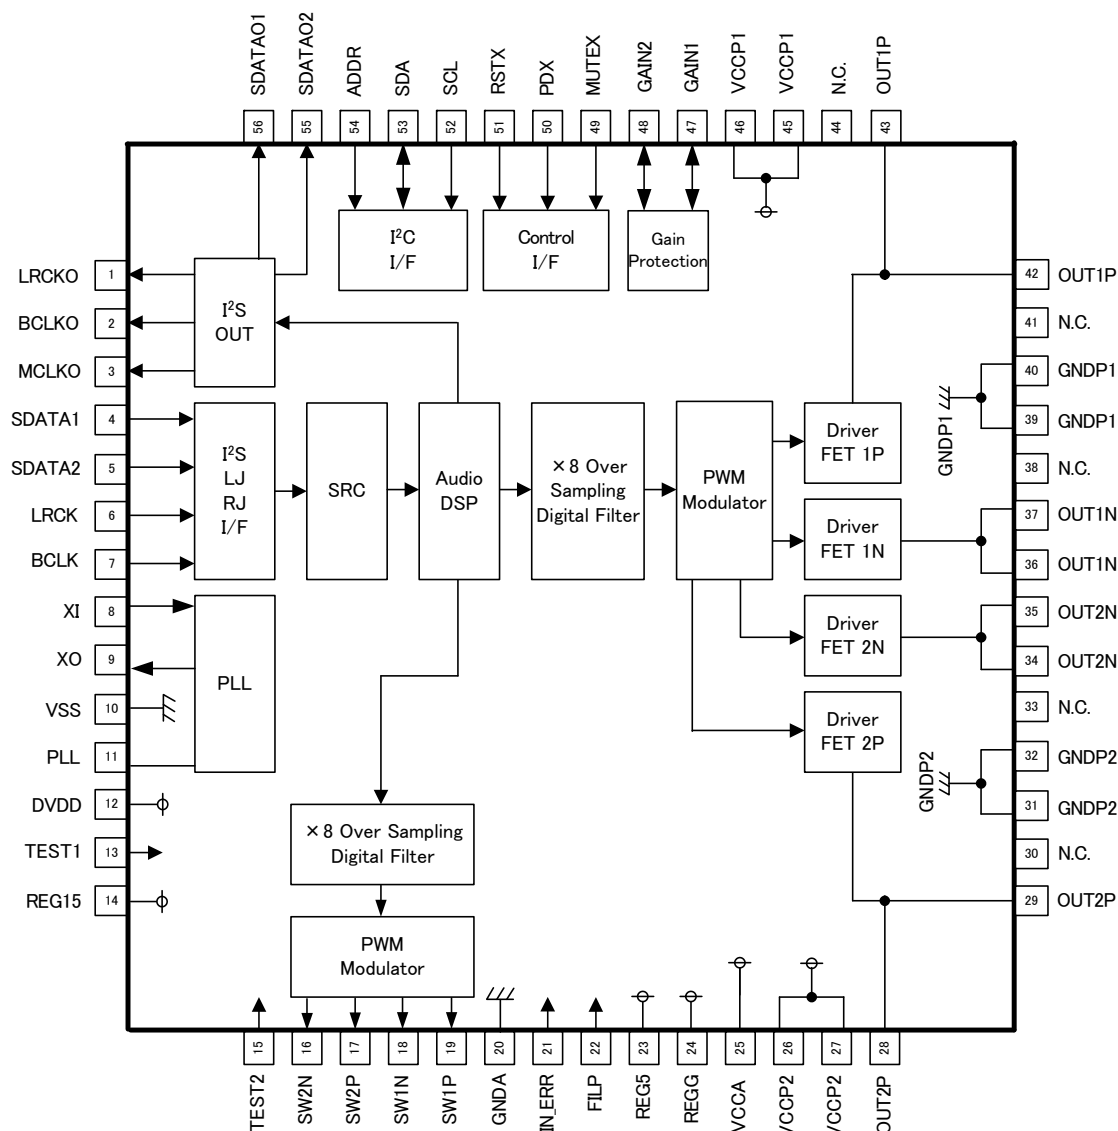 SDATAO1
SDATAO2
ADDR
SDA
SCL
RSTX
PDX
MUTEX
GAIN2
GAIN1
VCCP1
VCCP1
N.C.
OUT1P
56
55
54
53
52
51
50
49
48
47
46
45
44
43
I²C
I/F
Control
I/F
Gain
Protection
LRCKO
1
BCLKO
2
MCLKO
3
SDATA1
4
SDATA2
5
LRCK
6
BCLK
7
XI
8
XO
9
VSS
10
PLL
11
DVDD
12
TEST1
13
REG15
14
I²S
OUT
I²S
LJ
RJ
I/F
SRC
Audio
DSP
×8 Over
Sampling
Digital Filter
PWM
Modulator
Driver
FET 1P
Driver
FET 1N
Driver
FET 2N
Driver
FET 2P
PLL
×8 Over Sampling
Digital Filter
PWM
Modulator
GNDP1
GNDP2
42
OUT1P
41
N.C.
40
GNDP1
39
GNDP1
38
N.C.
37
OUT1N
36
OUT1N
35
OUT2N
34
OUT2N
33
N.C.
32
GNDP2
31
GNDP2
30
N.C.
29
OUT2P
15
16
17
18
19
20
21
22
23
24
25
26
27
28
TEST2
SW2N
SW2P
SW1N
SW1P
GNDA
IN_ERR
FILP
REG5
REGG
VCCA
VCCP2
VCCP2
OUT2P